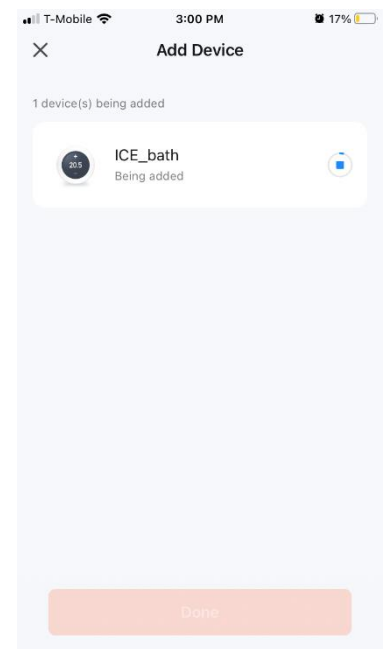 T-Mobile 3:00 PM 17%
Add Device
1 device(s) being added
20.5
ICE_bath
Being added
Done